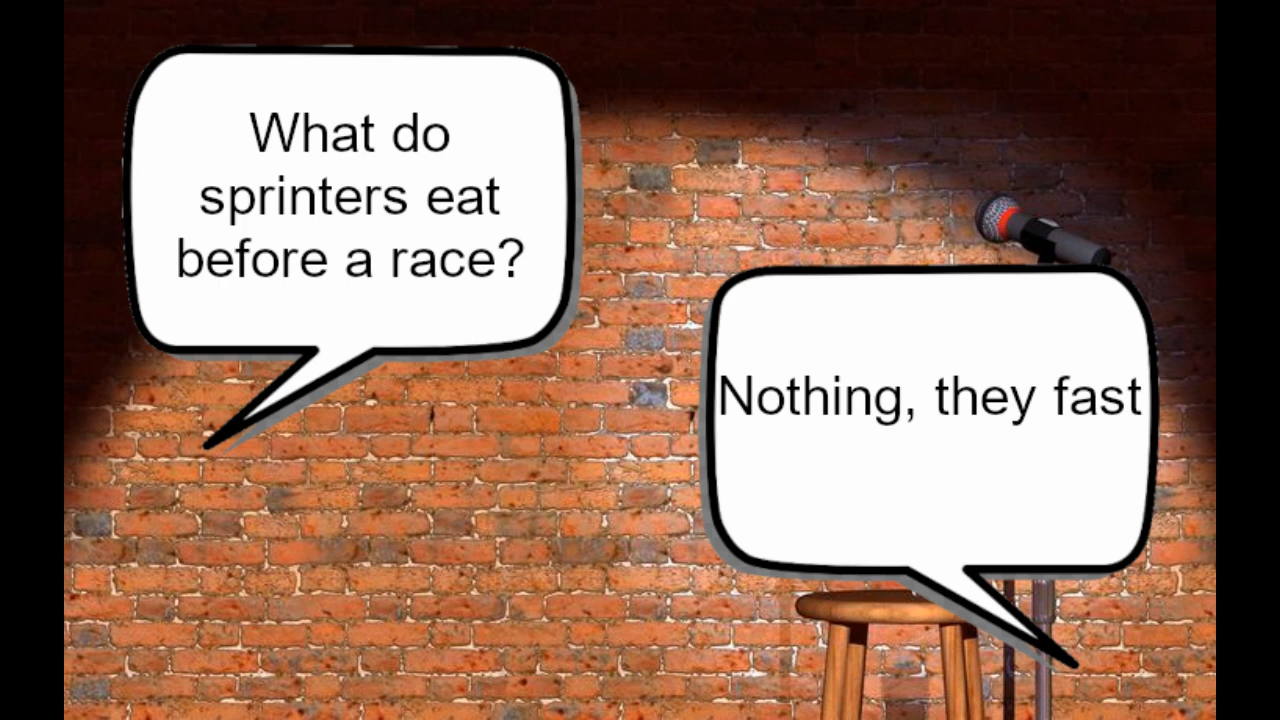 What do
sprinters eat
before a race?
Nothing, they fast